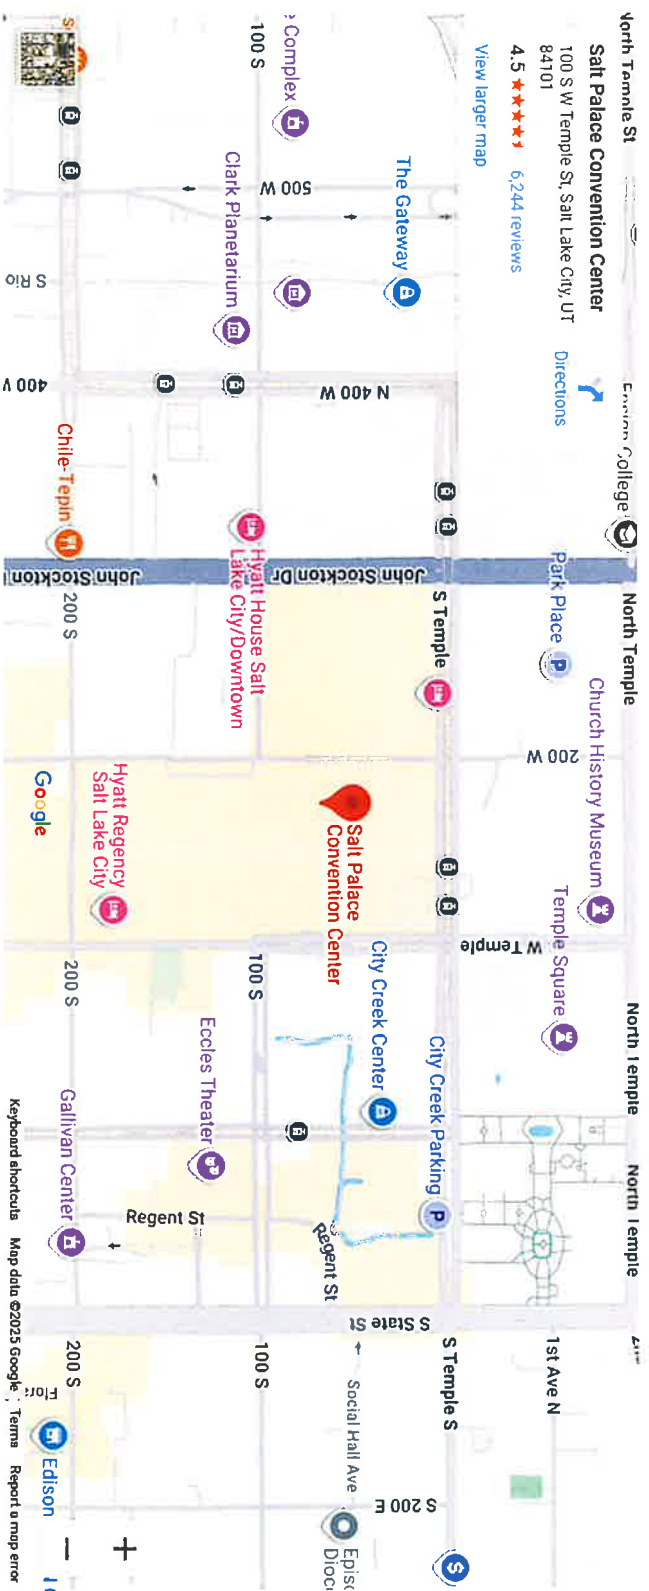 North Temple St
Salt Palace Convention Center
100 S W Temple St, Salt Lake City, UT
84101
4.5
6,244 reviews
Directions
View larger map
College
North Temple
North Temple
North Temple
Park Place
Church History Museum
Temple Square
200 W
W Temple
1st Ave N
Complex
100 S
500 W
The Gateway
Clark Planetarium
S Rio
N 400 W
400 W
Chile-Tepin
John Stockton Dr
John Stockton
Hyatt House Salt
Lake City/Downtown
S Temple
200 S
Salt Palace
Convention Center
Hyatt Regency
Salt Lake City
Google
City Creek Center
City Creek Parking
100 S
200 S
Eccles Theater
Gallivan Center
Regent St
Regent St
S State St
S Temple S
100 S
200 S
Social Hall Ave
S 200 E
Edison
Keyboard shortcuts
Map data ©2025 Google
Terms
Report a map error